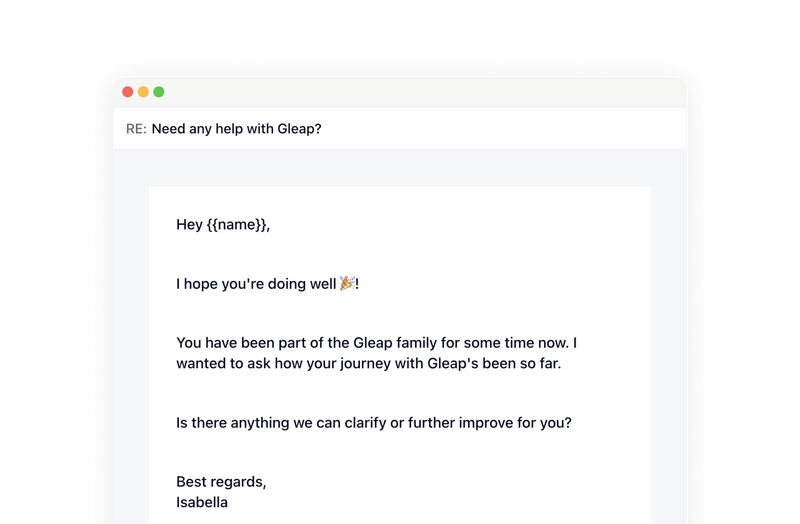 RE: Need any help with Gleap?
Hey {{name}},
I hope you're doing well 🎉!
You have been part of the Gleap family for some time now. I
wanted to ask how your journey with Gleap's been so far.
Is there anything we can clarify or further improve for you?
Best regards,
Isabella